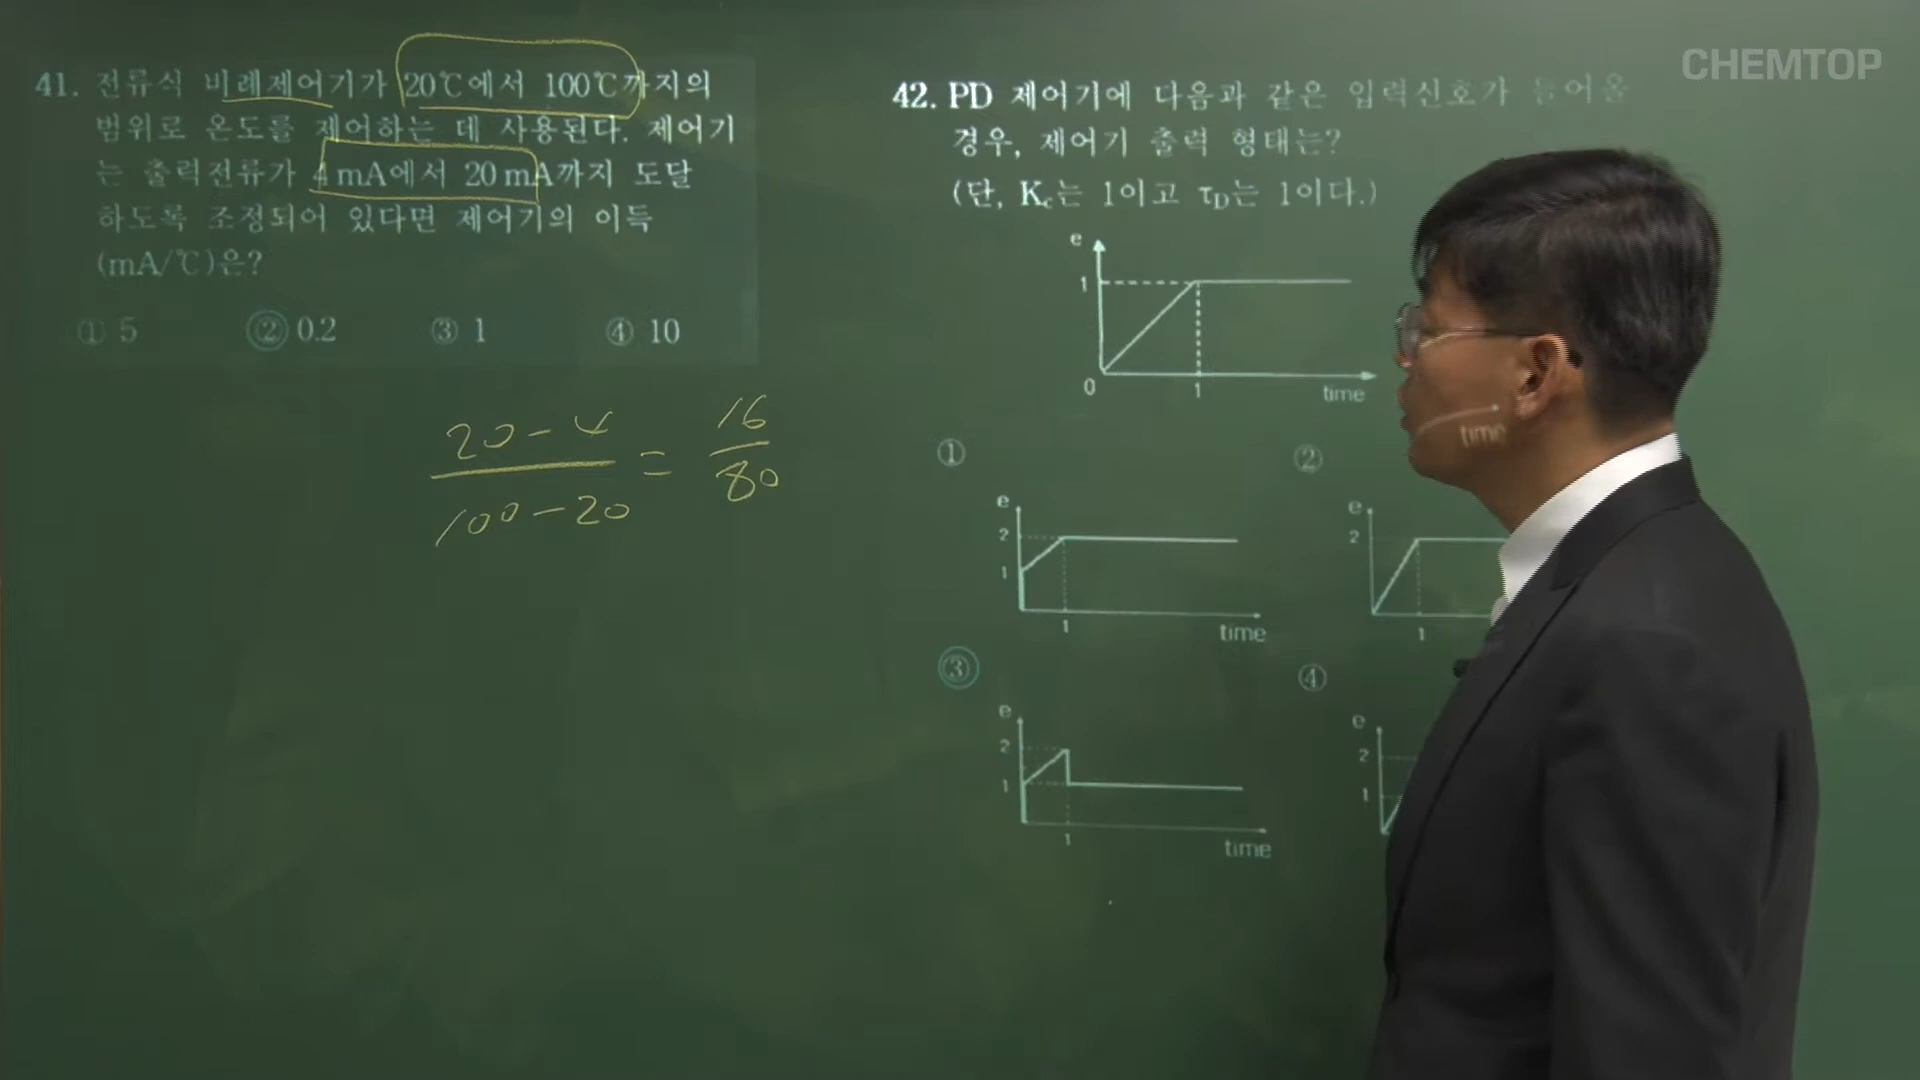 CHEMTOP
41. 전류식 비례제어기가 20℃에서 100℃까지의
범위로 온도를 제어하는 데 사용된다. 제어기
는 출력전류가 4 mA에서 20 mA까지 도달
하도록 조정되어 있다면 제어기의 이득
(mA/℃)은?
① 5 ② 0.2 ③ 1 ④ 10
20-4
100-20
=
16
80
42. PD 제어기에 다음과 같은 입력신호가 들어올
경우, 제어기 출력 형태는?
(단, Kc는 1이고 τD는 1이다.)
e
1
0 1 time
time
①
e
2
1
1 time
②
e
2
1
③
e
2
1
1 time
④
e
2
1